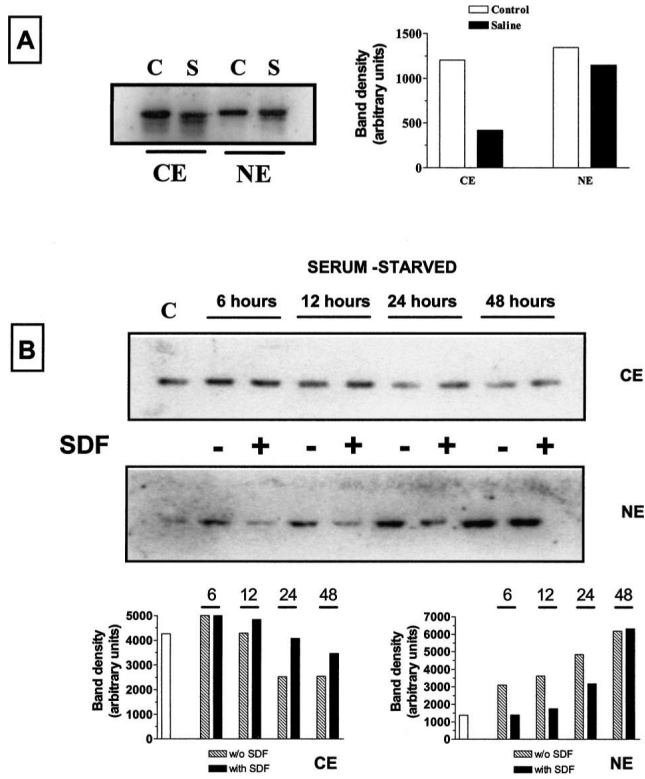 A
C S C S
CE NE
Control
Saline
Band density
(arbitrary units)
1500
1000
500
0
CE NE
SERUM -STARVED
C 6 hours 12 hours 24 hours 48 hours
B
CE
SDF - + - + - + - +
NE
6 12 24 48
Band density
(arbitrary units)
5000
4000
3000
2000
1000
0
w/o SDF
with SDF
CE
6 12 24 48
Band density
(arbitrary units)
7000
6000
5000
4000
3000
2000
1000
0
w/o SDF
with SDF
NE